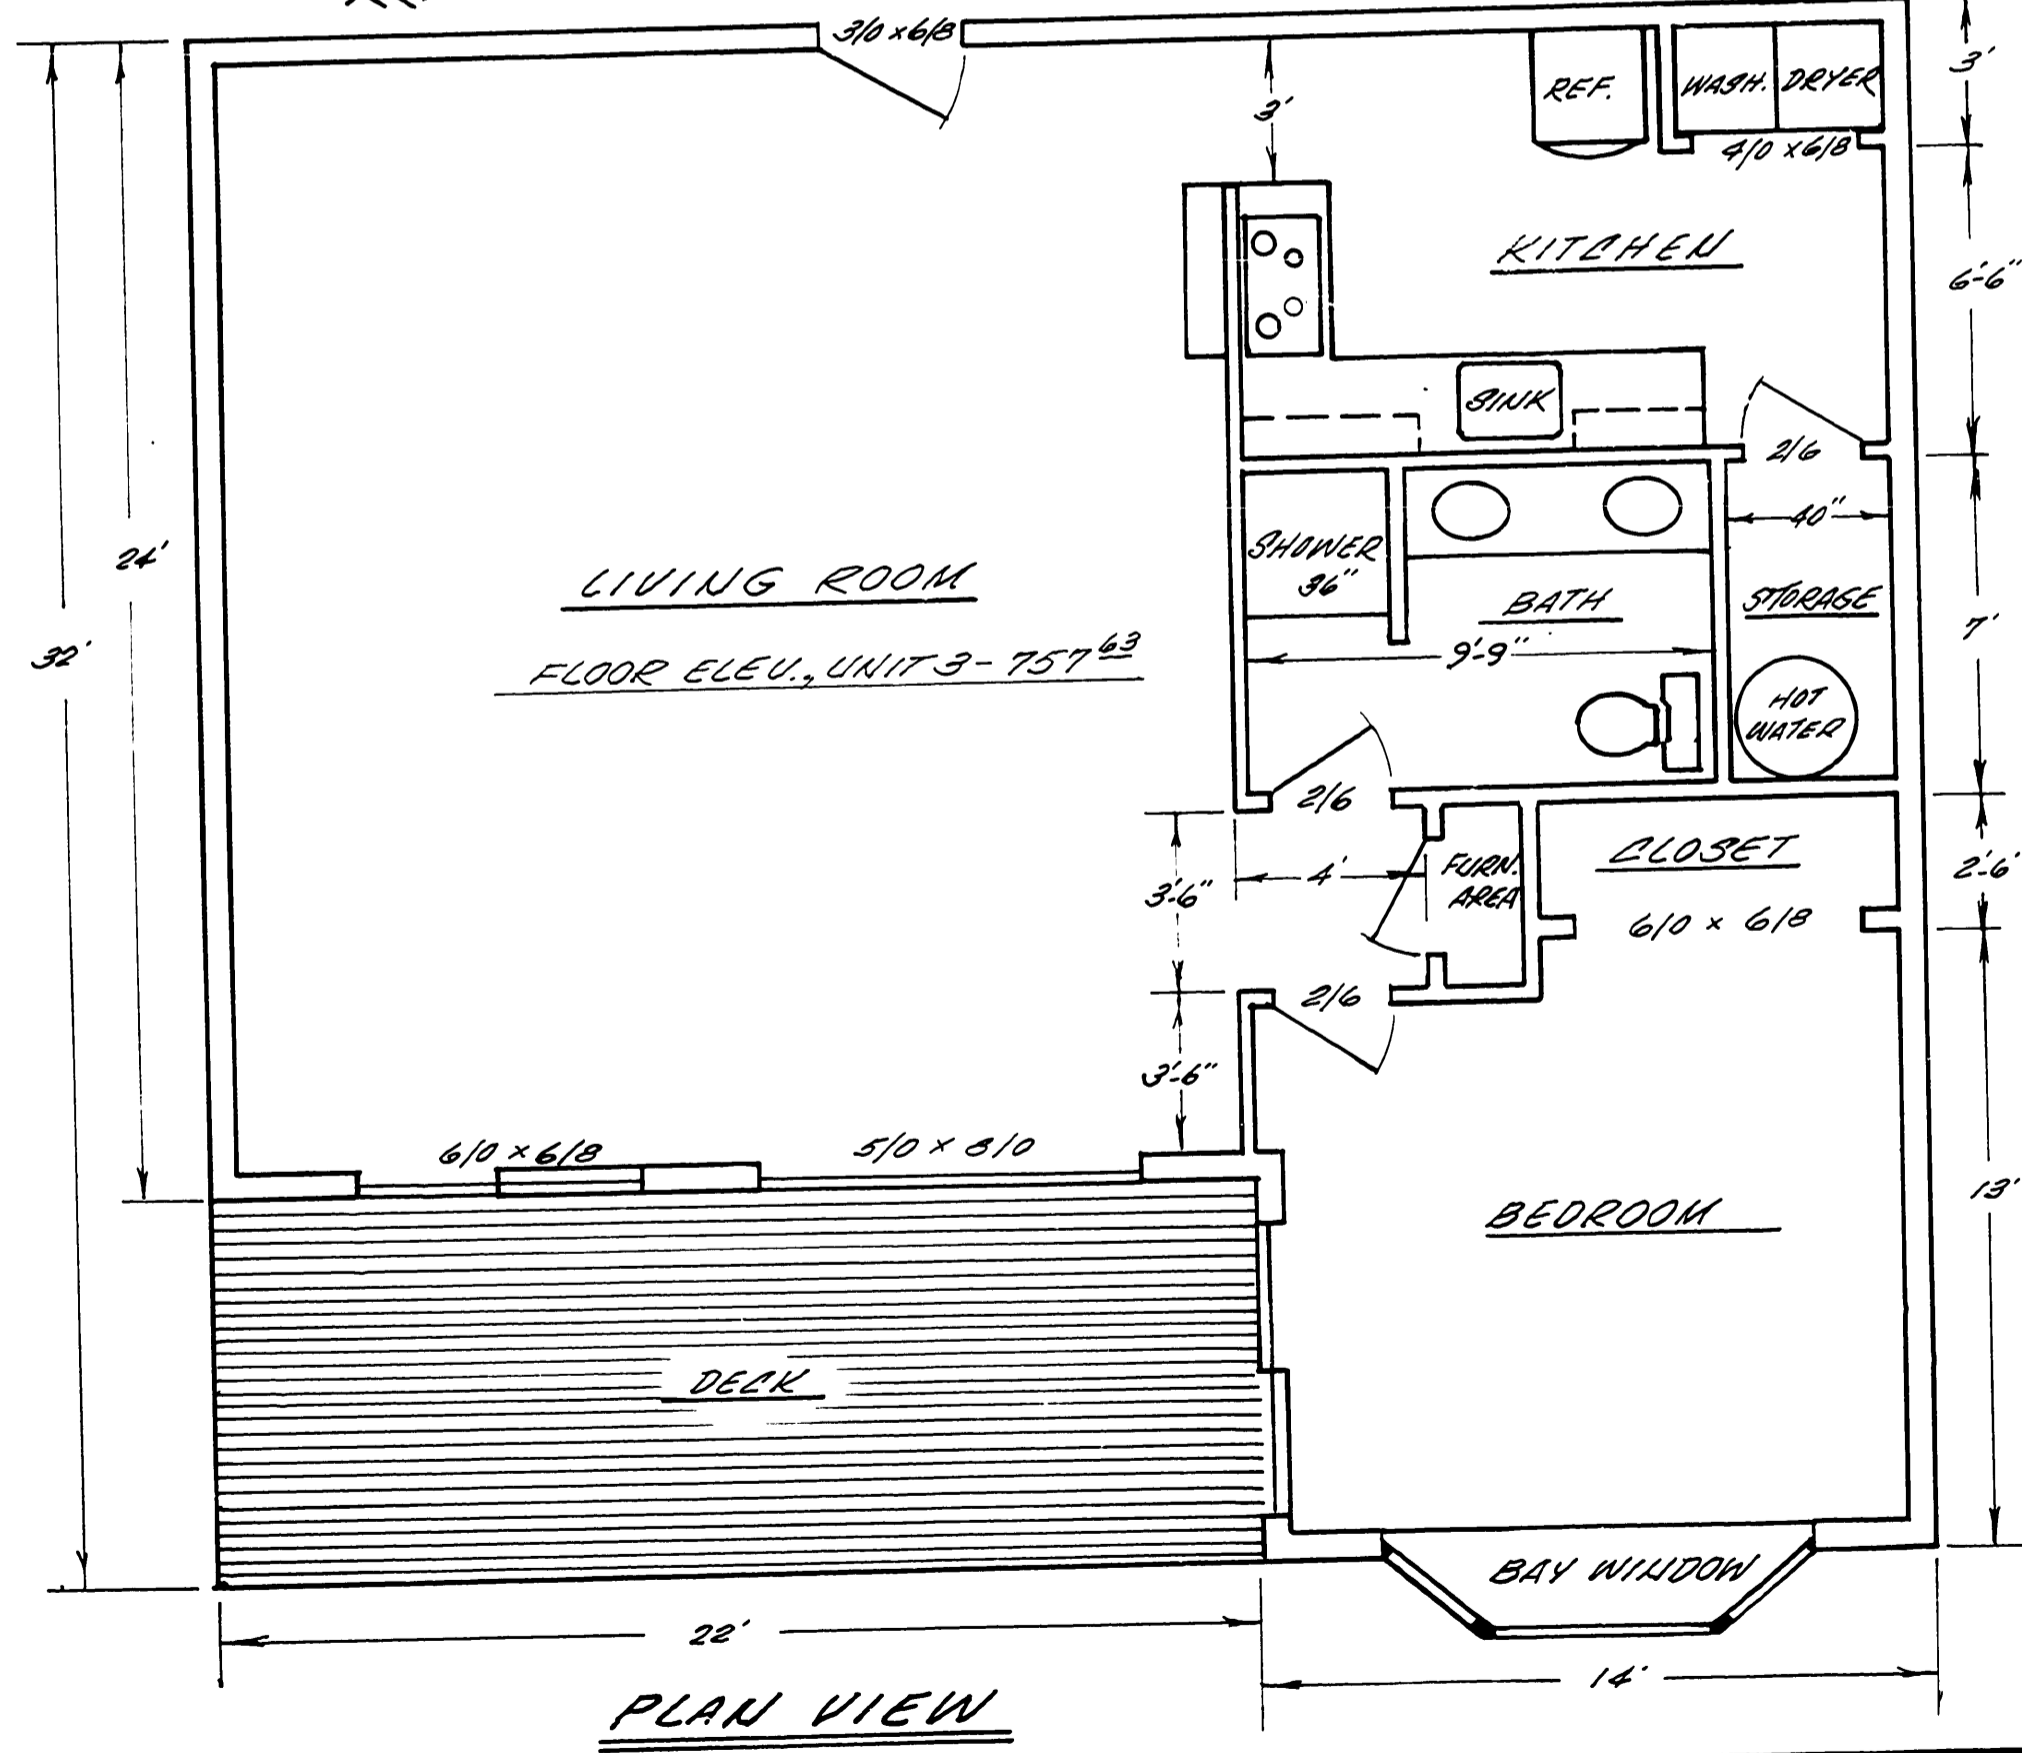 3/0 x 6/8
3'
REF.
WASH.
DRYER
3'
4/0 x 6/8
KITCHEN
6'-6"
SINK
2/6
40"
24'
32'
LIVING ROOM
FLOOR ELEV., UNIT 3 - 757 63
SHOWER
36"
BATH
STORAGE
7'
9'-9"
HOT
WATER
2/6
4'
3'-6"
FURN.
AREA
CLOSET
2'-6"
6/0 x 6/8
2/6
3'-6"
6/0 x 6/8
5/0 x 8/0
BEDROOM
13'
DECK
BAY WINDOW
22'
14'
PLAN VIEW